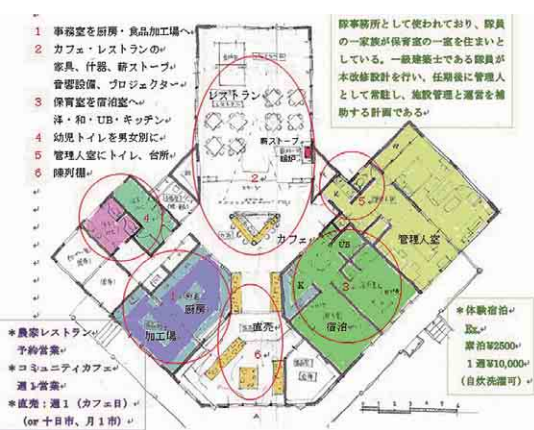 1 事務室を厨房・食品加工場へ
2 カフェ・レストランの
家具、什器、薪ストーブ
音響設備、プロジェクター
3 保育室を宿泊室へ
洋・和・UB・キッチン
4 幼児トイレを男女別に
5 管理人室にトイレ、台所
6 陳列棚
隊事務所として使われており、隊員
の一家族が保育室の一室を住まいと
している。一級建築士である隊員が
本改修設計を行い、任期後に管理人
として常駐し、施設管理と運営を補
助する計画である
レストラン
薪ストーブ
2
カフェ
4
5
管理人室
UB
K
3
宿泊
1
厨房
加工場
直売
6
*農家レストラン
予約営業
*コミュニティカフェ
週1営業
*直売：週1（カフェ日）
(or 十日市、月1市)
*体験宿泊
Ex.
素泊¥2500
1週¥10,000
(自炊洗濯可)